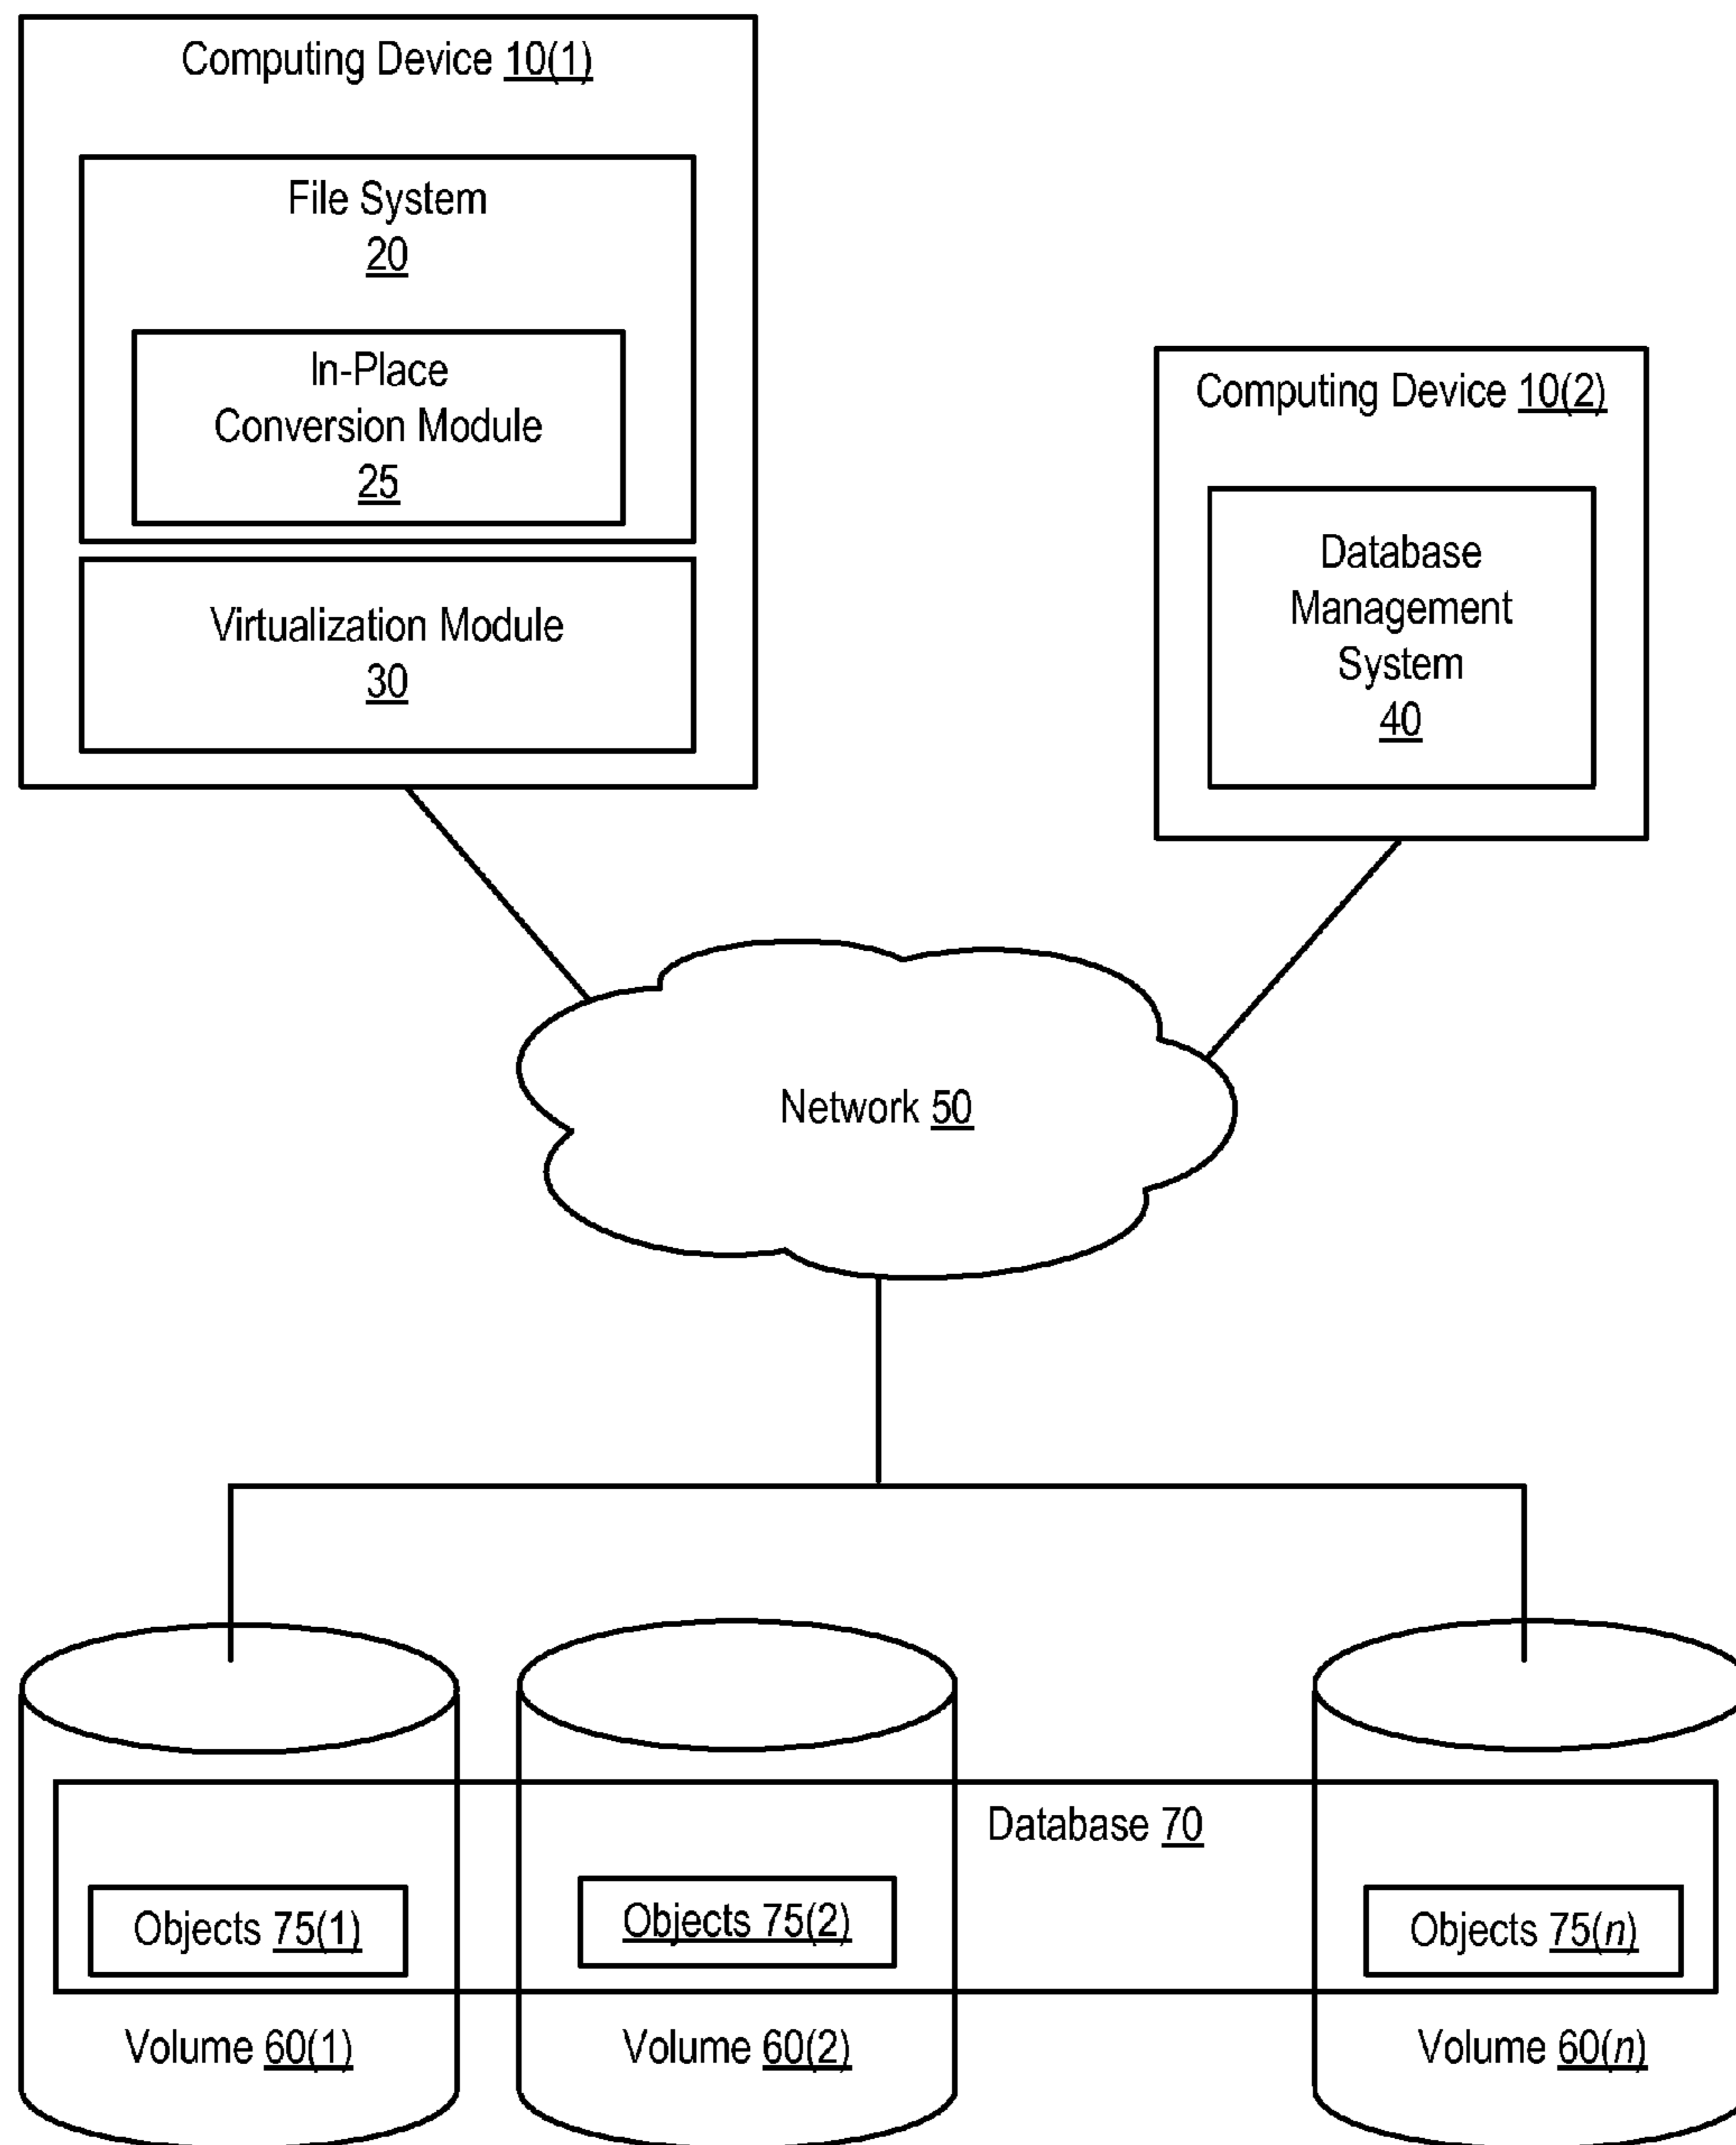 Computing Device 10(1)
File System
20
In-Place
Conversion Module
25
Virtualization Module
30
Computing Device 10(2)
Database
Management
System
40
Network 50
Database 70
Objects 75(1)
Objects 75(2)
Objects 75(n)
Volume 60(1)
Volume 60(2)
Volume 60(n)